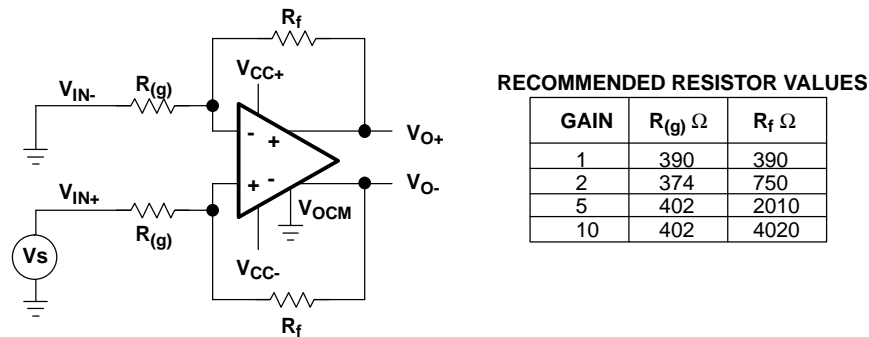 Rf
VCC+
R(g)
VIN-
- +
VO+
VIN+
+ -
VO-
VOCM
R(g)
Vs
VCC-
Rf
RECOMMENDED RESISTOR VALUES
GAIN R(g) Ω Rf Ω
1 390 390
2 374 750
5 402 2010
10 402 4020